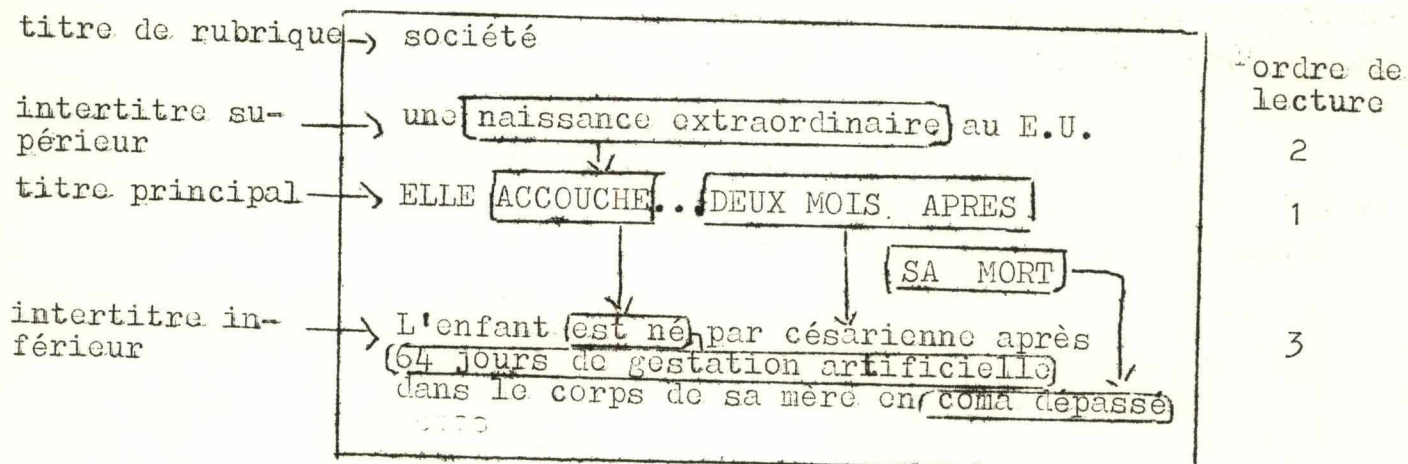 titre de rubrique société
ordre de
lecture
intertitre su-
périeur
une naissance extraordinaire au E.U.
2
titre principal ELLE ACCOUCHE... DEUX MOIS. APRES
1
SA MORT
intertitre in-
férieur
L'enfant est né par césarienne après
64 jours de gestation artificielle
dans le corps de sa mère en coma dépassé
3